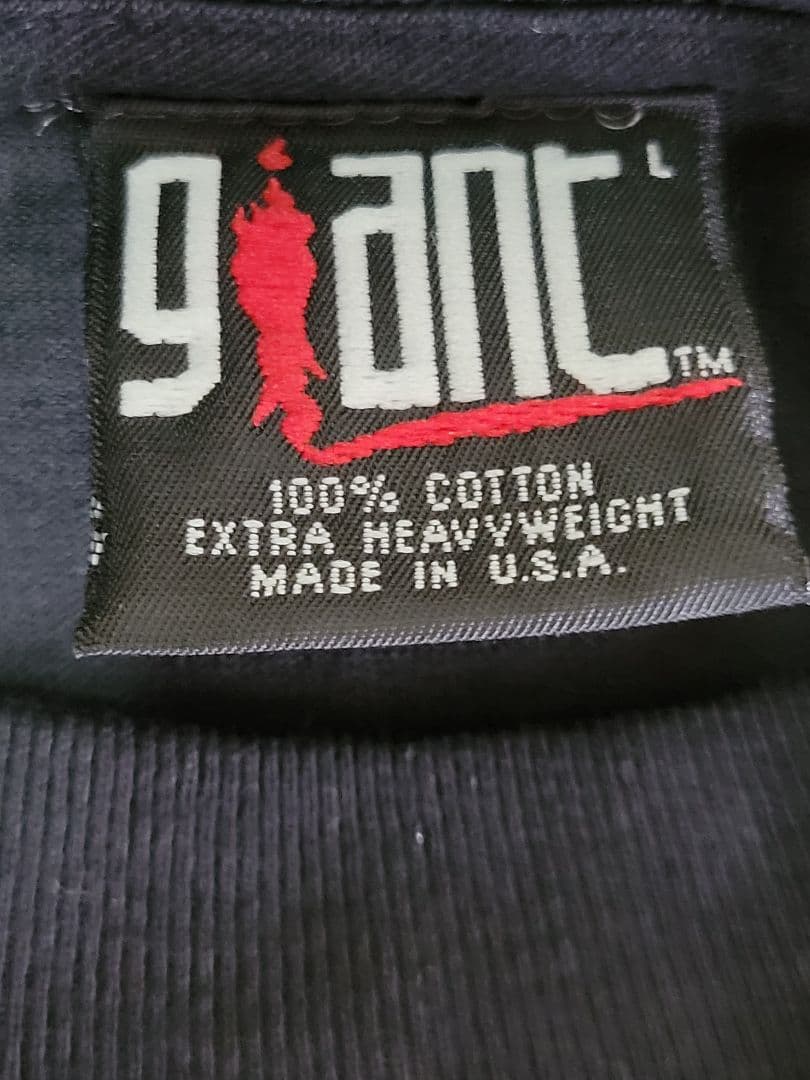 giant L
TM
100% COTTON
EXTRA HEAVYWEIGHT
MADE IN U.S.A.